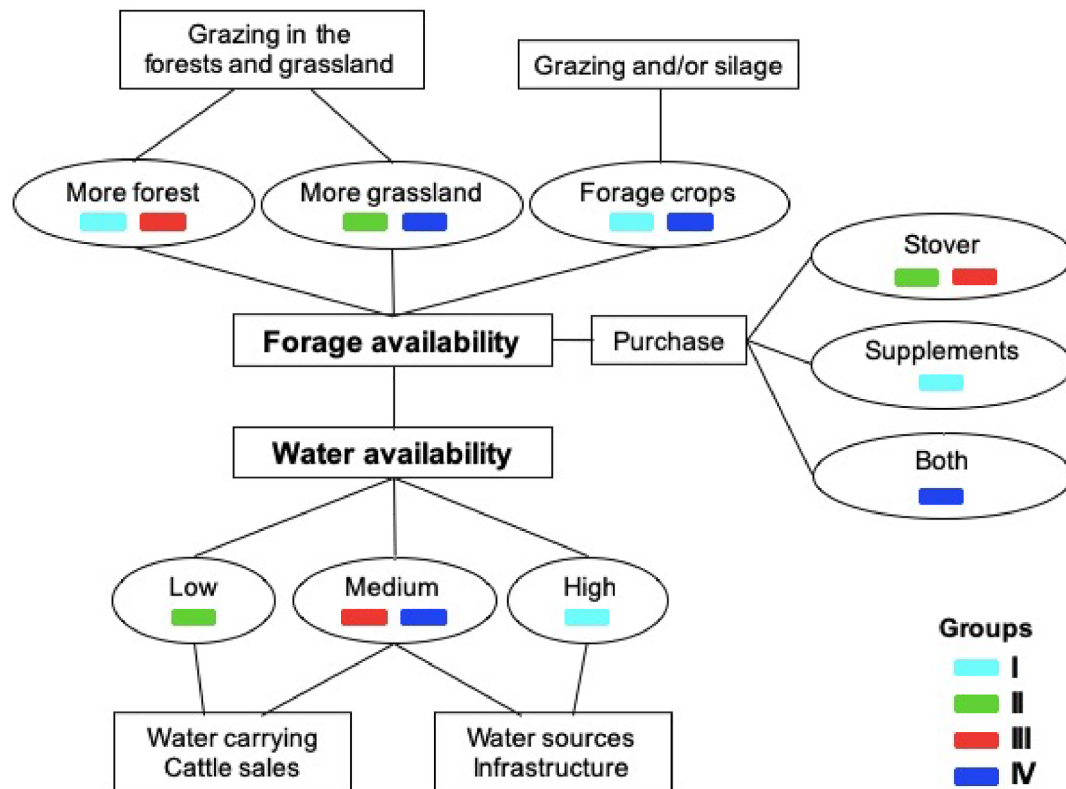 Grazing in the
forests and grassland
Grazing and/or silage
More forest
More grassland
Forage crops
Stover
Forage availability
Purchase
Supplements
Water availability
Both
Low
Medium
High
Water carrying
Cattle sales
Water sources
Infrastructure
Groups
I
II
III
IV